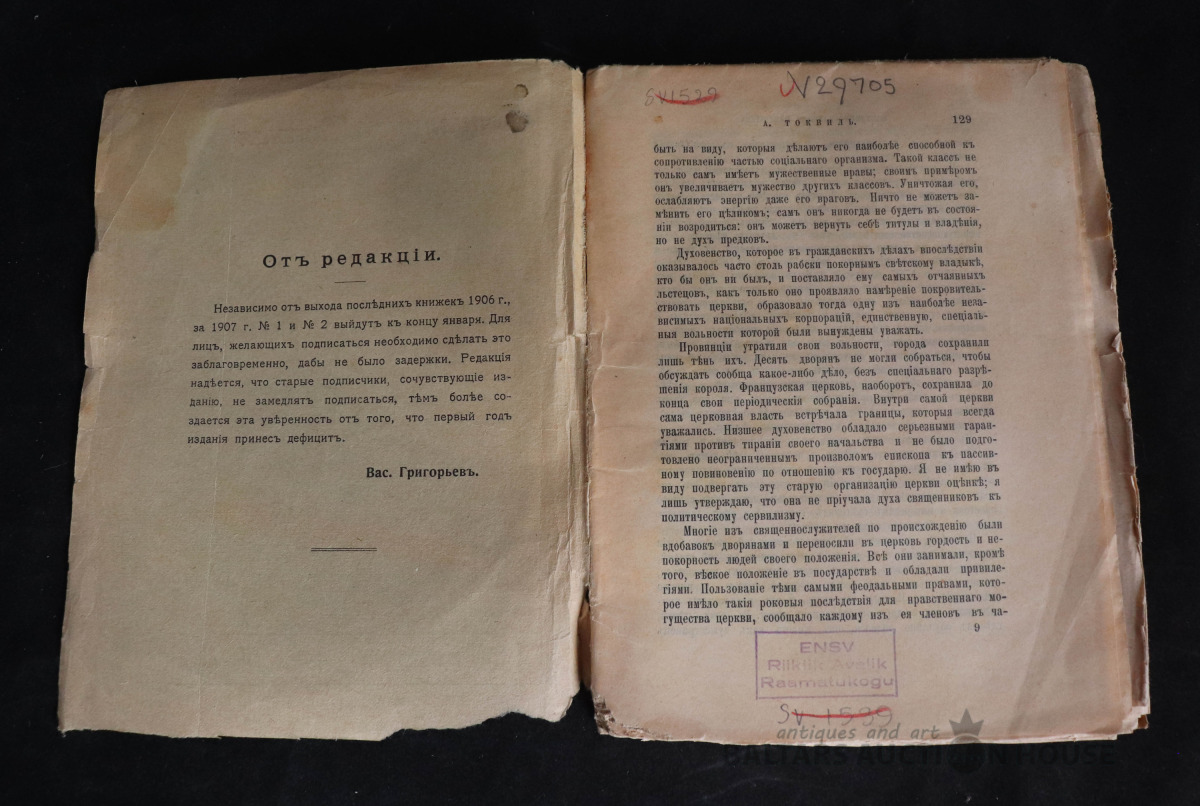 Отъ редакціи.
Независимо отъ выхода послѣднихъ книжекъ 1906 г.,
за 1907 г. № 1 и № 2 выйдутъ къ концу января. Для
лицъ, желающихъ подписаться необходимо сдѣлать это
заблаговременно, дабы не было задержки. Редакція
надѣется, что старые подписчики, сочувствующіе из-
данію, не замедлятъ подписаться, тѣмъ болѣе со-
здается эта увѣренность отъ того, что первый годъ
изданія принесъ дефицитъ.
Вас. Григорьевъ.
SV1599
N29705
А. ТОКВИЛЬ.
129
быть на виду, которыя дѣлаютъ его наиболѣе способной къ
сопротивленію частью соціальнаго организма. Такой классъ не
только самъ имѣетъ мужественные нравы; своимъ примѣромъ
онъ увеличиваетъ мужество другихъ классовъ. Уничтожая его,
ослабляютъ энергію даже его враговъ. Ничто не можетъ за-
мѣнить его цѣликомъ; самъ онъ никогда не будетъ въ состоя-
ніи возродиться: онъ можетъ вернуть себѣ титулы и владѣнія,
но не духъ предковъ.
Духовенство, которое въ гражданскихъ дѣлахъ впослѣдствіи
оказывалось часто столь рабски покорнымъ свѣтскому владыкѣ,
кто бы онъ ни былъ, и поставляло ему самыхъ отчаянныхъ
льстецовъ, какъ только онъ проявляло намѣреніе покровитель-
ствовать церкви, образовало тогда одну изъ наиболѣе неза-
висимыхъ національныхъ корпорацій, единственную, спеціаль-
ныя вольности которой были вынуждены уважать.
Провинціи утратили свои вольности, города сохранили
лишь тѣнь ихъ. Десять дворянъ не могли собраться, чтобы
обсуждать сообща какое-либо дѣло, безъ спеціальнаго разрѣ-
шенія короля. Французская церковь, наоборотъ, сохранила до
конца свои періодическія собранія. Внутри самой церкви
сама церковная власть встрѣчала границы, которыя всегда
уважались. Низшее духовенство обладало серьезными гаран-
тіями противъ тираніи своего начальства и не было подго-
товлено неограниченнымъ произволомъ епископа къ пассив-
ному повиновенію по отношенію къ государю. Я не имѣю въ
виду подвергать эту старую организацію церкви оцѣнкѣ; я
лишь утверждаю, что она не пріучала духа священниковъ къ
политическому сервилизму.
Многіе изъ священнослужителей по происхожденію были
вдобавокъ дворянами и переносили въ церковь гордость и не-
покорность людей своего положенія. Всѣ они занимали, кромѣ
того, вѣское положеніе въ государствѣ и обладали привиле-
гіями. Пользованіе тѣми самыми феодальными правами, кото-
рое имѣло такія роковыя послѣдствія для нравственнаго мо-
гущества церкви, сообщало каждому изъ ея членовъ въ ча-
9
ENSV
Riiklik Avalik
Raamatukogu
SV 1599
antiques and art
BALTARS AUCTION HOUSE